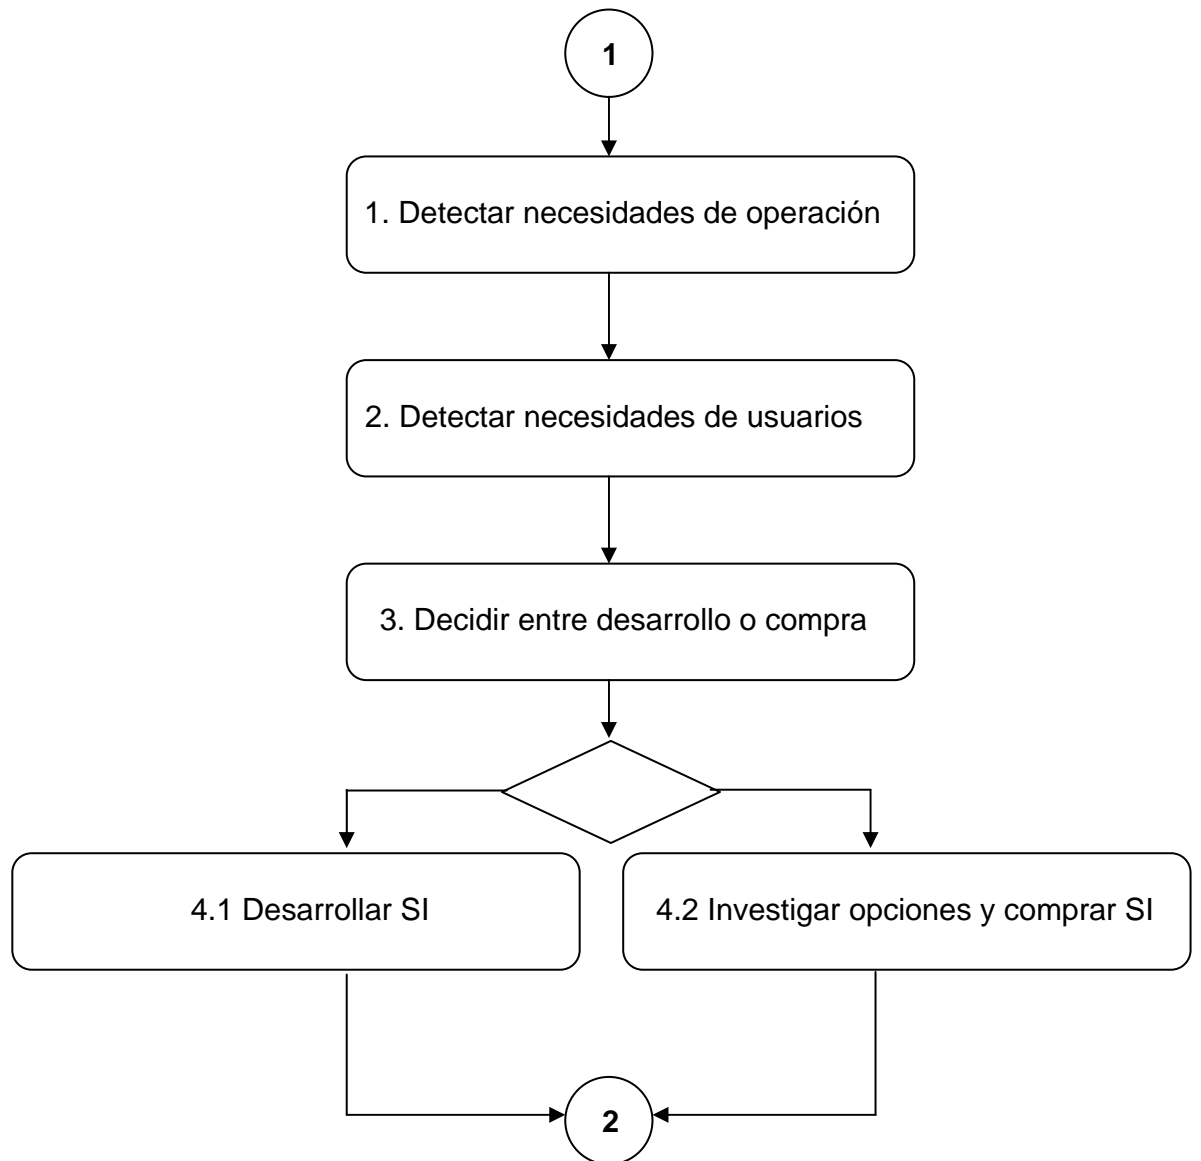 1
1. Detectar necesidades de operación
2. Detectar necesidades de usuarios
3. Decidir entre desarrollo o compra
4.1 Desarrollar SI
4.2 Investigar opciones y comprar SI
2